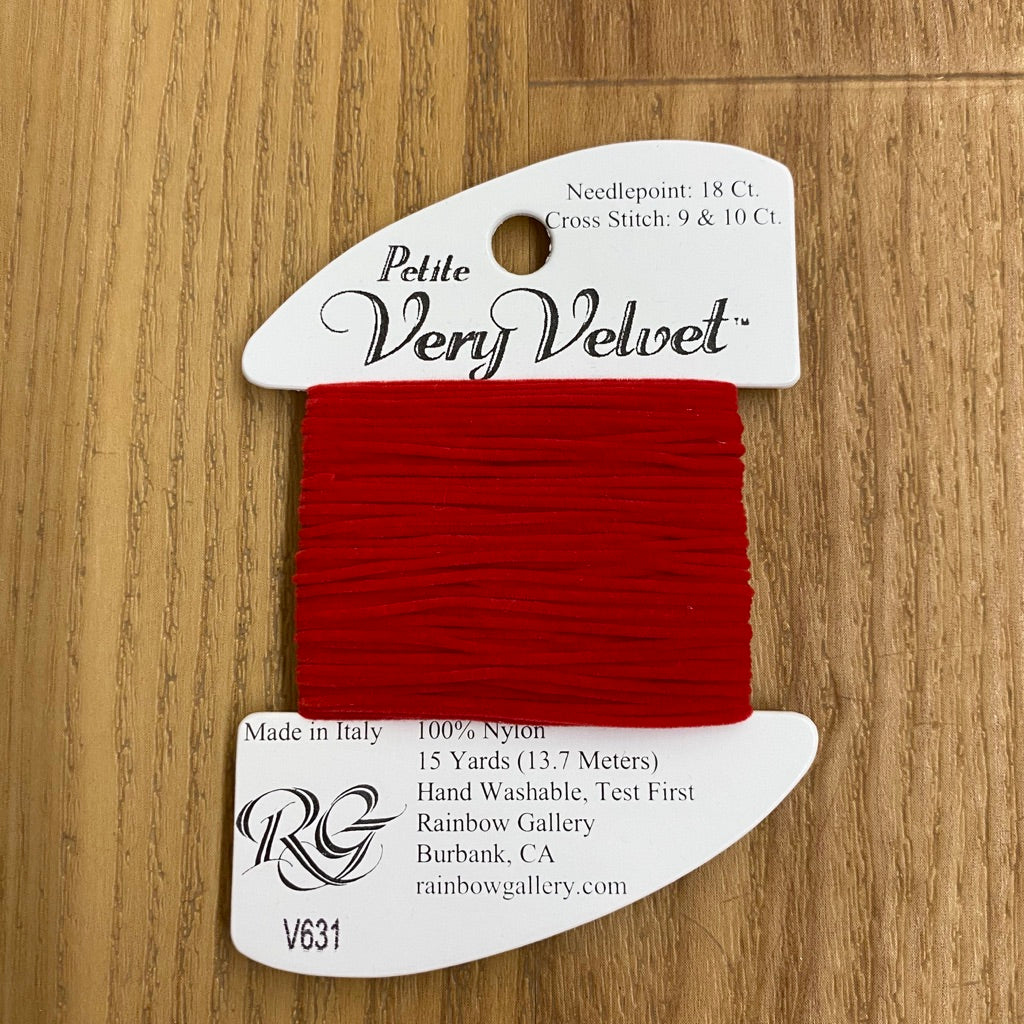 Needlepoint: 18 Ct.
Cross Stitch: 9 & 10 Ct.
Petite
Very Velvet™
Made in Italy
100% Nylon
15 Yards (13.7 Meters)
Hand Washable, Test First
Rainbow Gallery
Burbank, CA
rainbowgallery.com
RG
V631